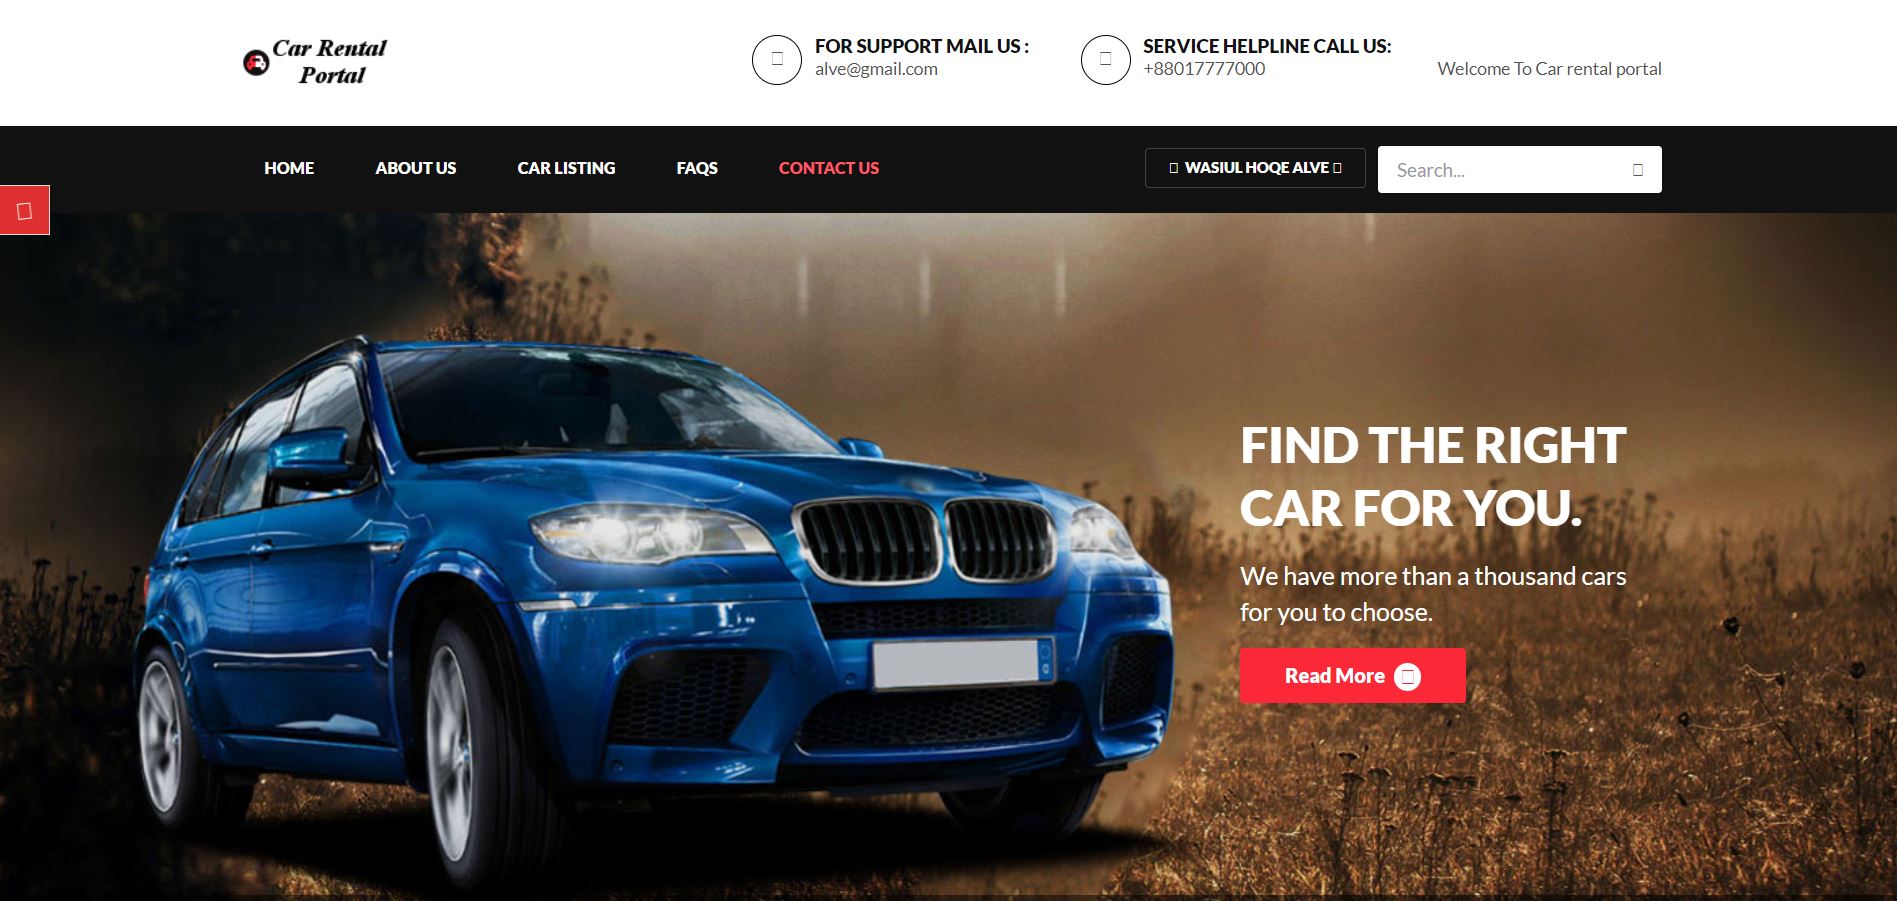 Car Rental
Portal
FOR SUPPORT MAIL US :
alve@gmail.com
SERVICE HELPLINE CALL US:
+88017777000
Welcome To Car rental portal
HOME
ABOUT US
CAR LISTING
FAQS
CONTACT US
WASIUL HOQE ALVE
Search...
FIND THE RIGHT
CAR FOR YOU.
We have more than a thousand cars
for you to choose.
Read More